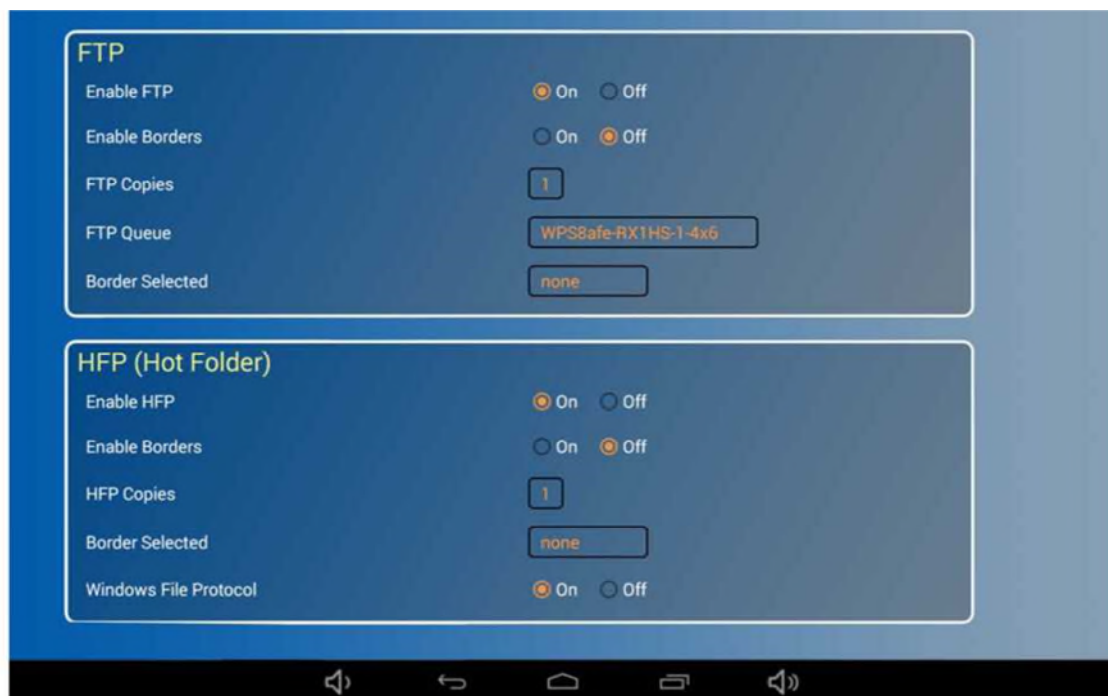 FTP
Enable FTP On Off
Enable Borders On Off
FTP Copies 1
FTP Queue WPS8afe-RX1HS-1-4x6
Border Selected none
HFP (Hot Folder)
Enable HFP On Off
Enable Borders On Off
HFP Copies 1
Border Selected none
Windows File Protocol On Off